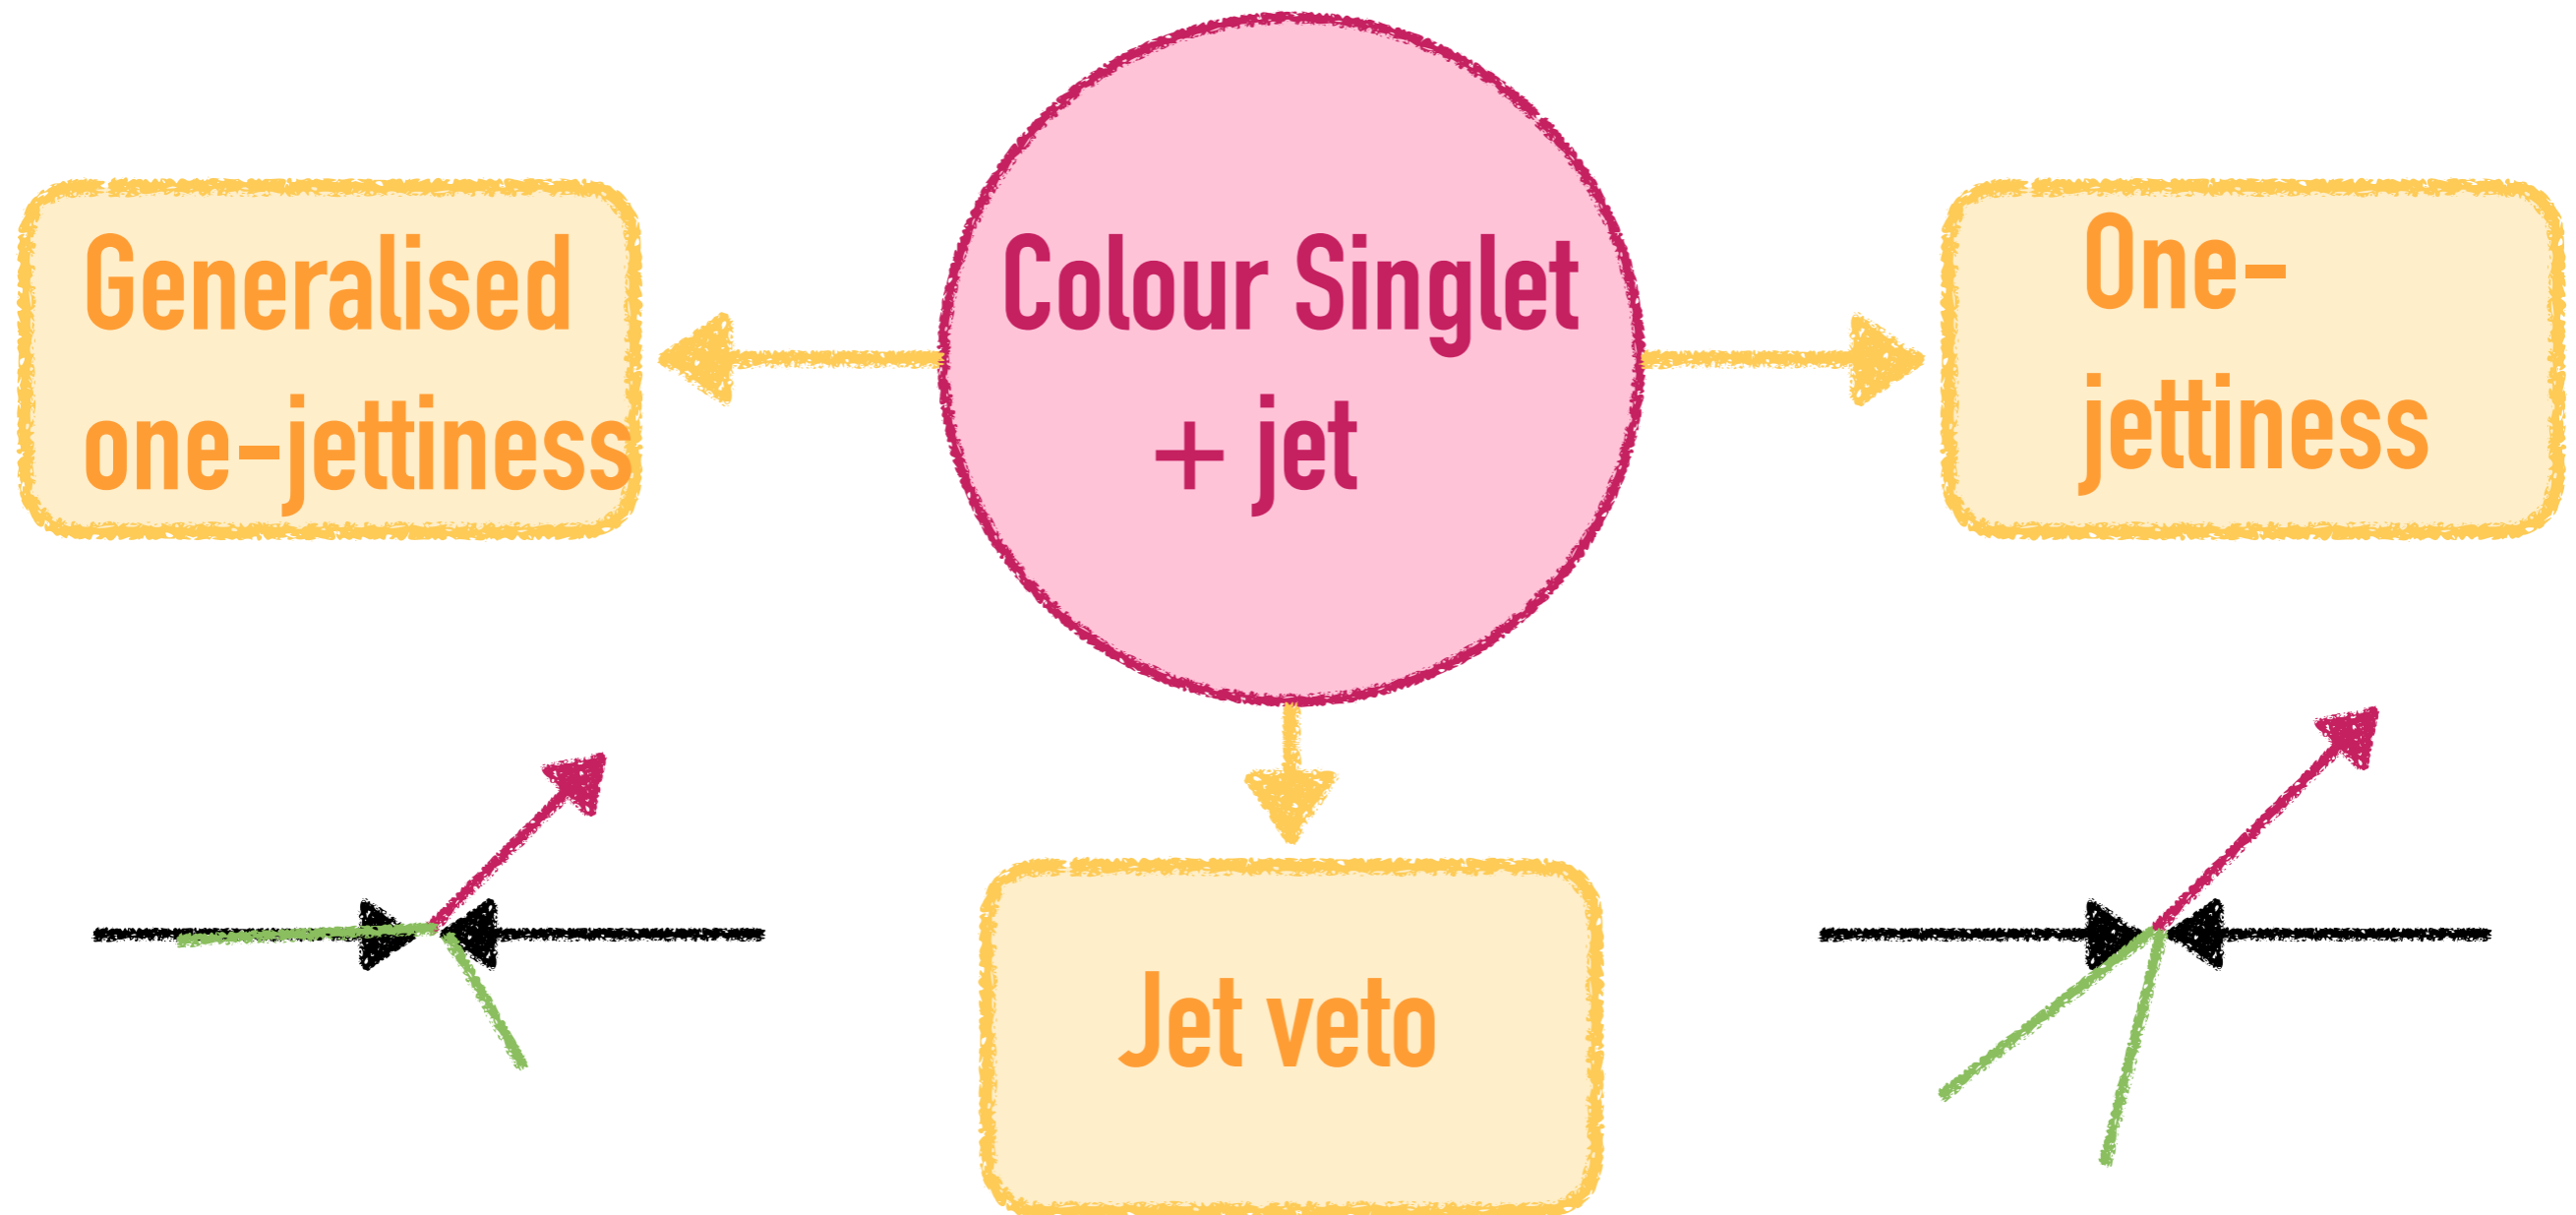 Generalised
one-jettiness
Colour Singlet
+ jet
One-
jettiness
Jet veto